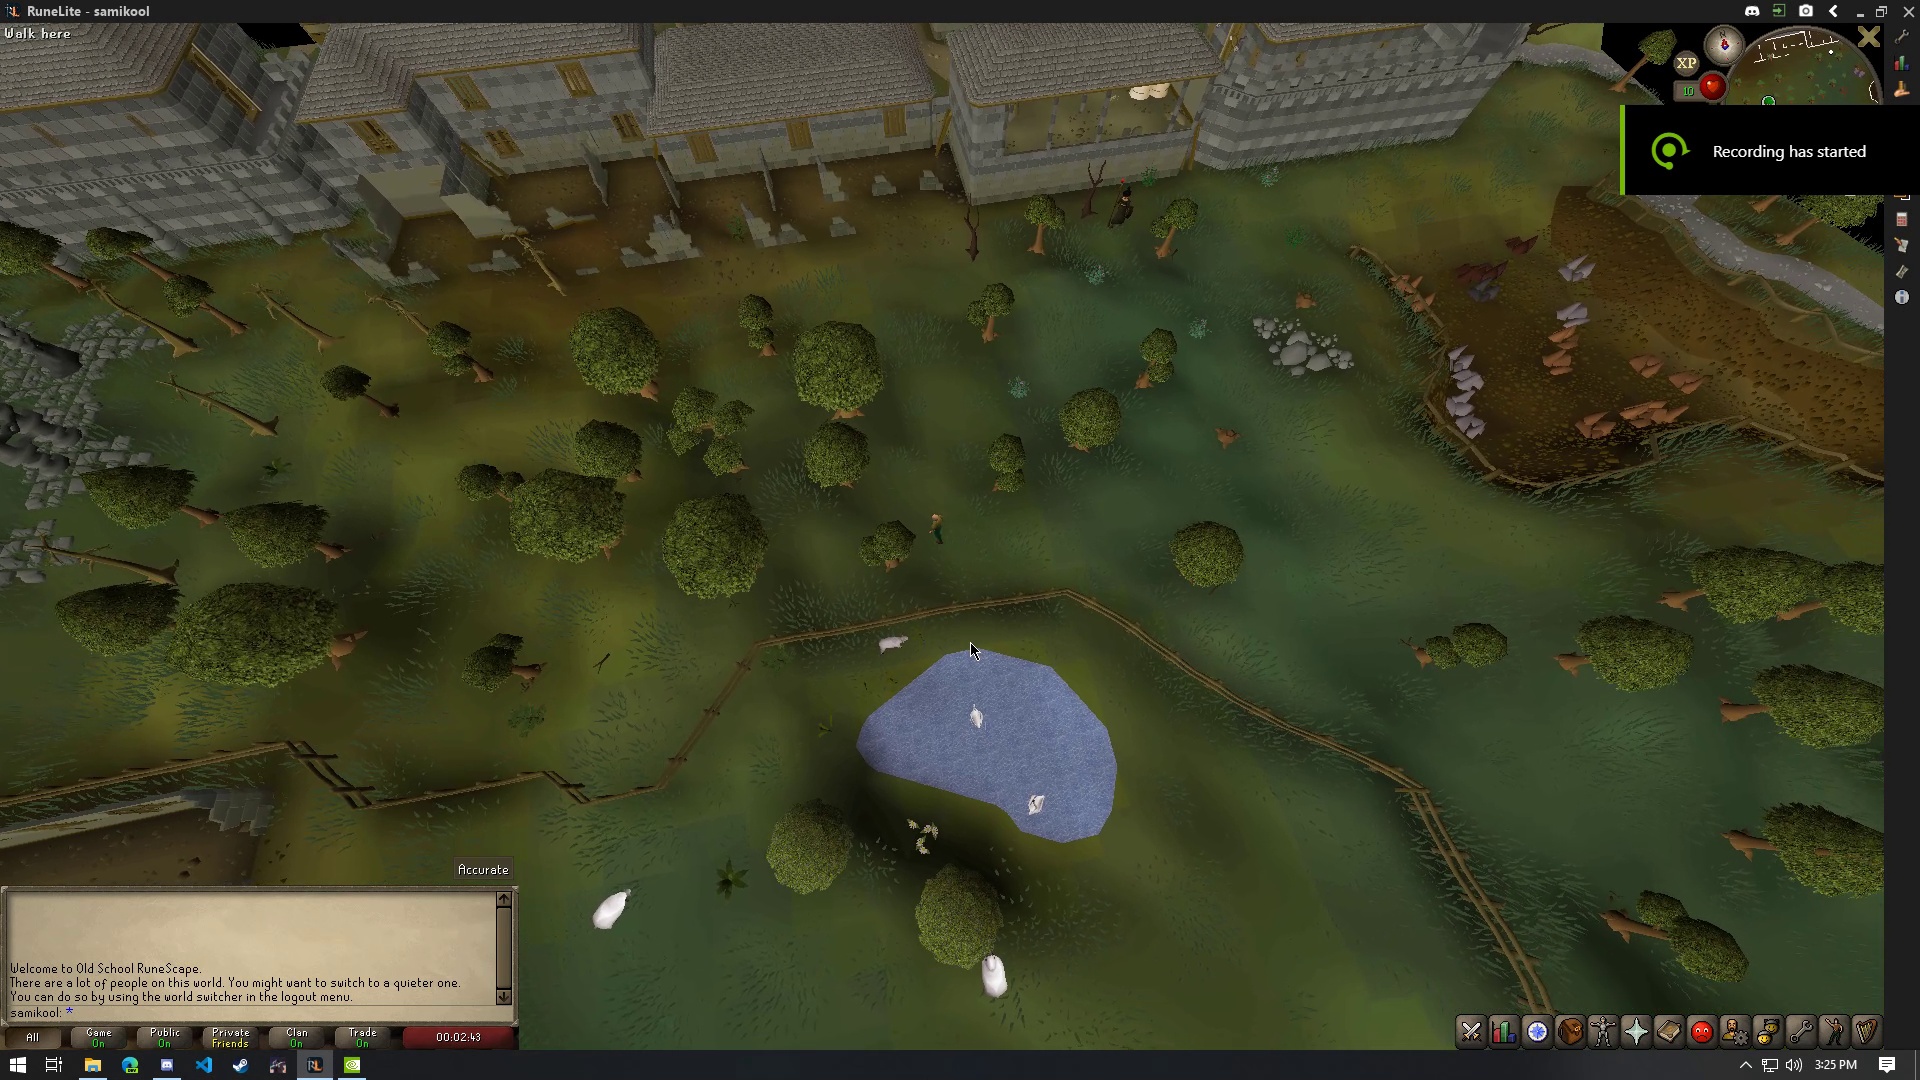 RuneLite - samikool
Walk here
XP
10
Recording has started
Accurate
Welcome to Old School RuneScape.
There are a lot of people on this world. You might want to switch to a quieter one.
You can do so by using the world switcher in the logout menu.
samikool: *
All
Game
On
Public
On
Private
Friends
Clan
On
Trade
On
00:02:43
3:25 PM